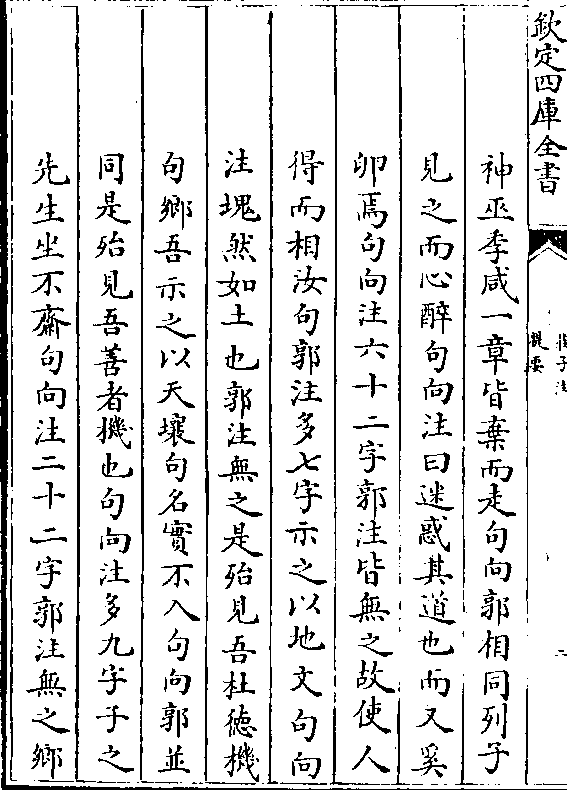 欽定四庫全書
提要
神巫季咸一章皆棄而走句向郭相同列子
見之而心醉句向注曰迷惑其道也而又奚
卵焉句向注六十二字郭注皆無之故使人
得而相汝句郭注多七字示之以地文句向
注塊然如土也郭注無之是殆見吾杜徳機
句鄉吾示之以天壤句名實不入句向郭並
同是殆見吾善者機也句向注多九字子之
先生坐不齋句向注二十二字郭注無之鄉